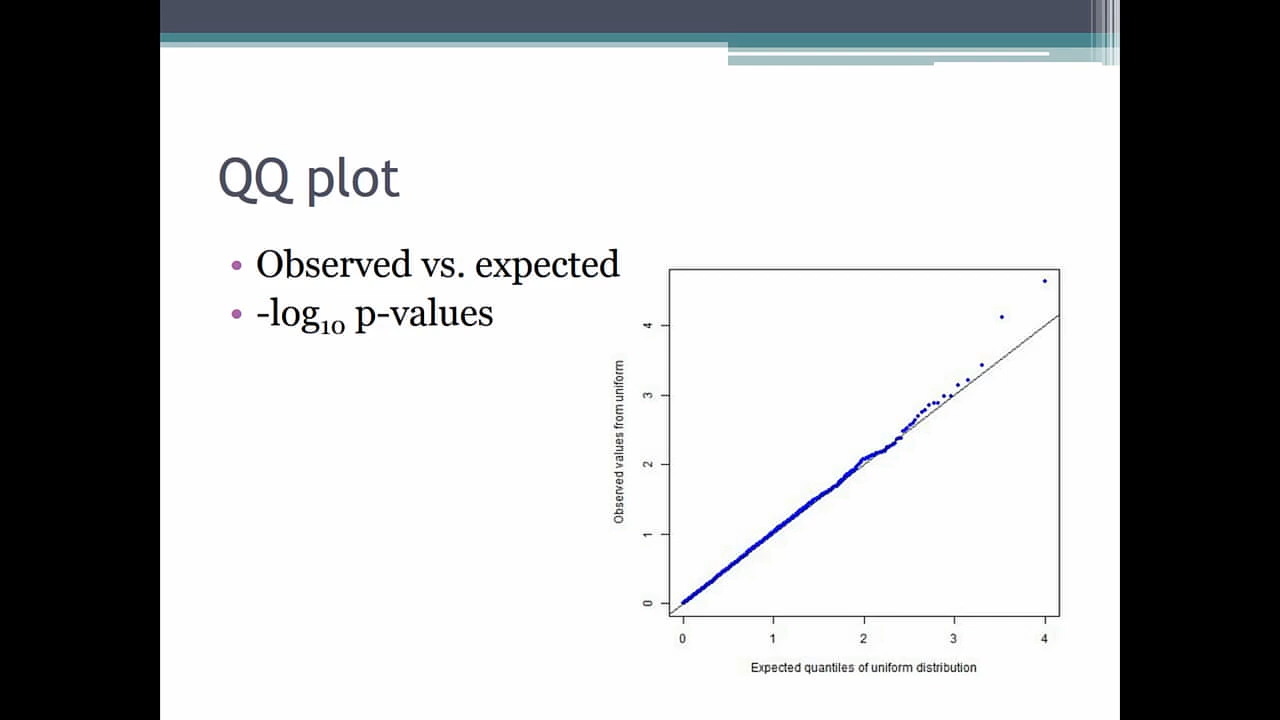 QQ plot
• Observed vs. expected
• -log₁₀ p-values
Observed values from uniform
4
3
2
1
0
0 1 2 3 4
Expected quantiles of uniform distribution